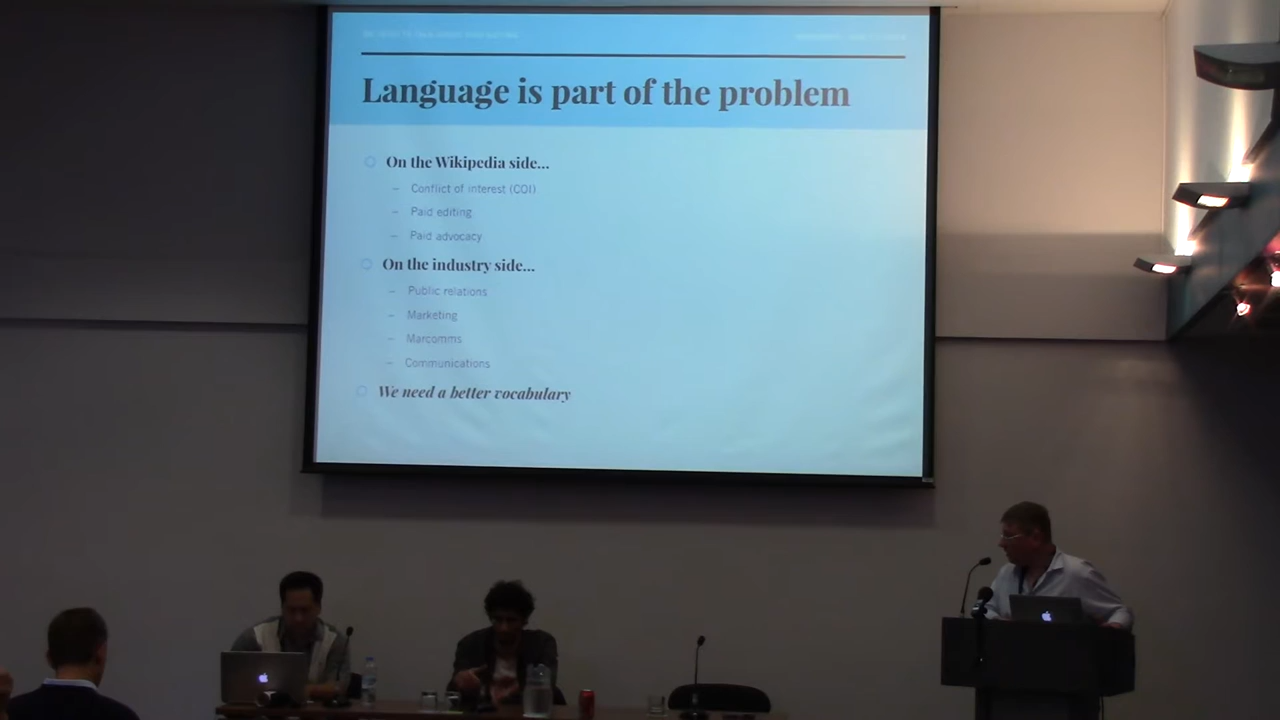 Language is part of the problem
On the Wikipedia side...
– Conflict of interest (COI)
– Paid editing
– Paid advocacy
On the industry side...
– Public relations
– Marketing
– Marcomms
– Communications
We need a better vocabulary